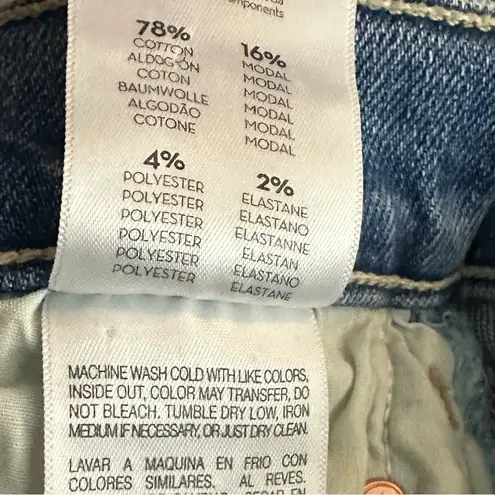 components
78%
COTTON
ALDOGÓN
COTON
BAUMWOLLE
ALGODÃO
COTONE
16%
MODAL
MODAL
MODAL
MODAL
MODAL
MODAL
4%
POLYESTER
POLYESTER
POLYESTER
POLYESTER
POLYESTER
POLYESTER
2%
ELASTANE
ELASTANO
ELASTANNE
ELASTAN
ELASTANO
ELASTANE
MACHINE WASH COLD WITH LIKE COLORS,
INSIDE OUT, COLOR MAY TRANSFER, DO
NOT BLEACH. TUMBLE DRY LOW, IRON
MEDIUM IF NECESSARY, OR JUST DRY CLEAN.
LAVAR A MAQUINA EN FRIO CON
COLORES SIMILARES. AL REVES.